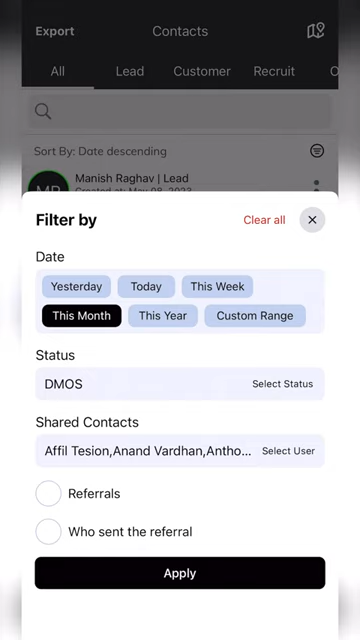 Export Contacts
All Lead Customer Recruit O
Sort By: Date descending
MR Manish Raghav | Lead
Created at: May 08, 2023
Filter by Clear all
Date
Yesterday Today This Week
This Month This Year Custom Range
Status
DMOS Select Status
Shared Contacts
Affil Tesion,Anand Vardhan,Antho... Select User
Referrals
Who sent the referral
Apply